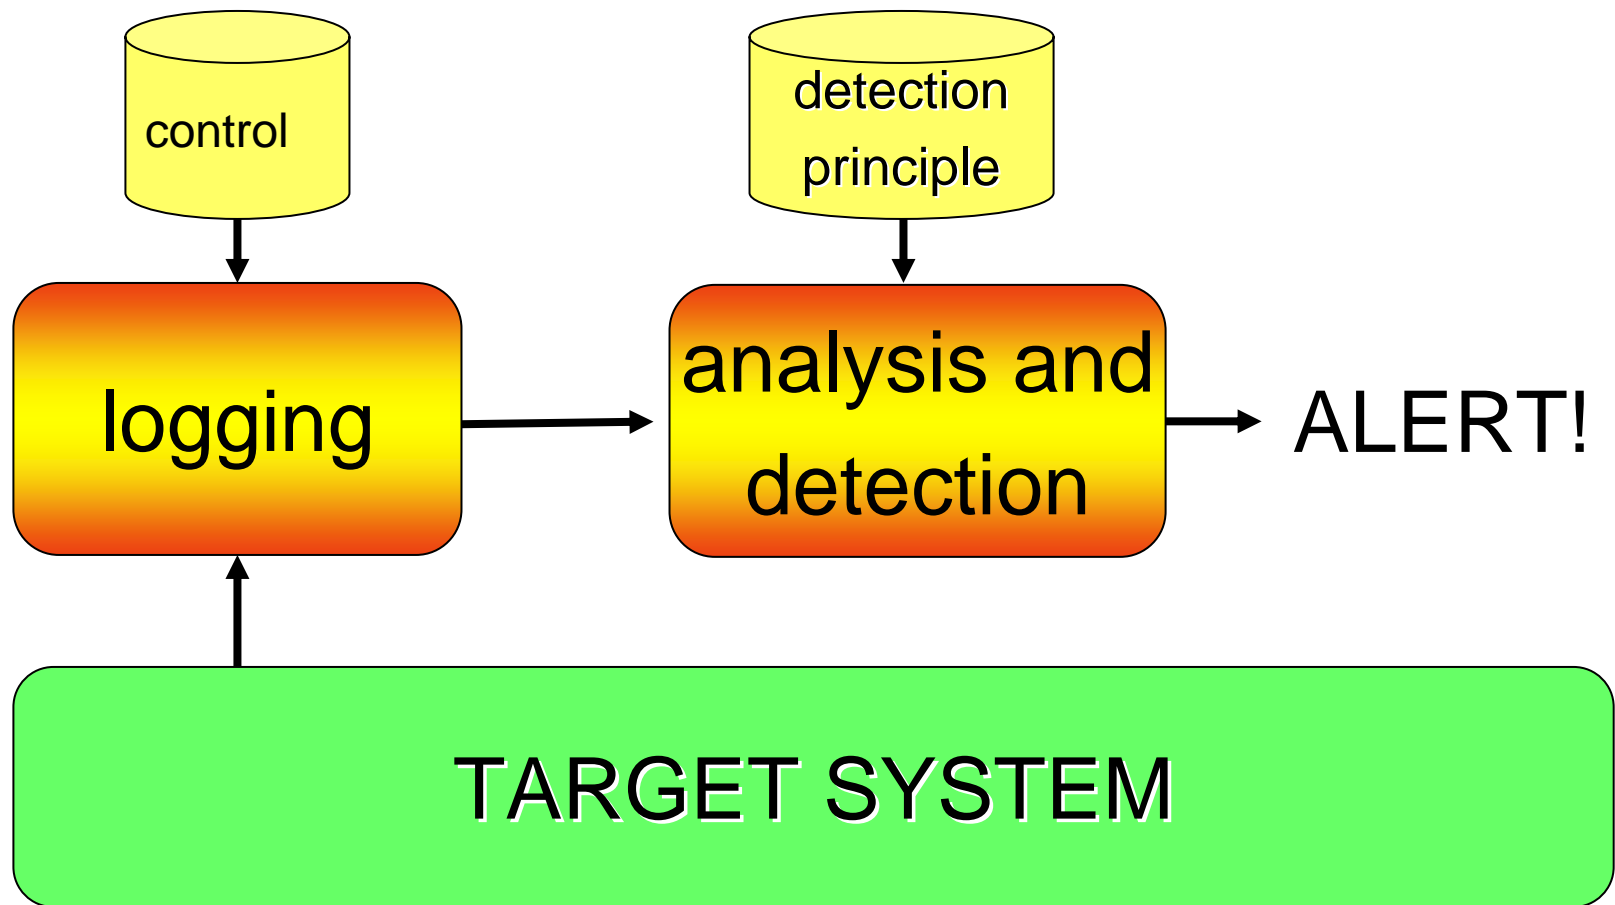 control
detection
principle
logging
analysis and
detection
ALERT!
TARGET SYSTEM